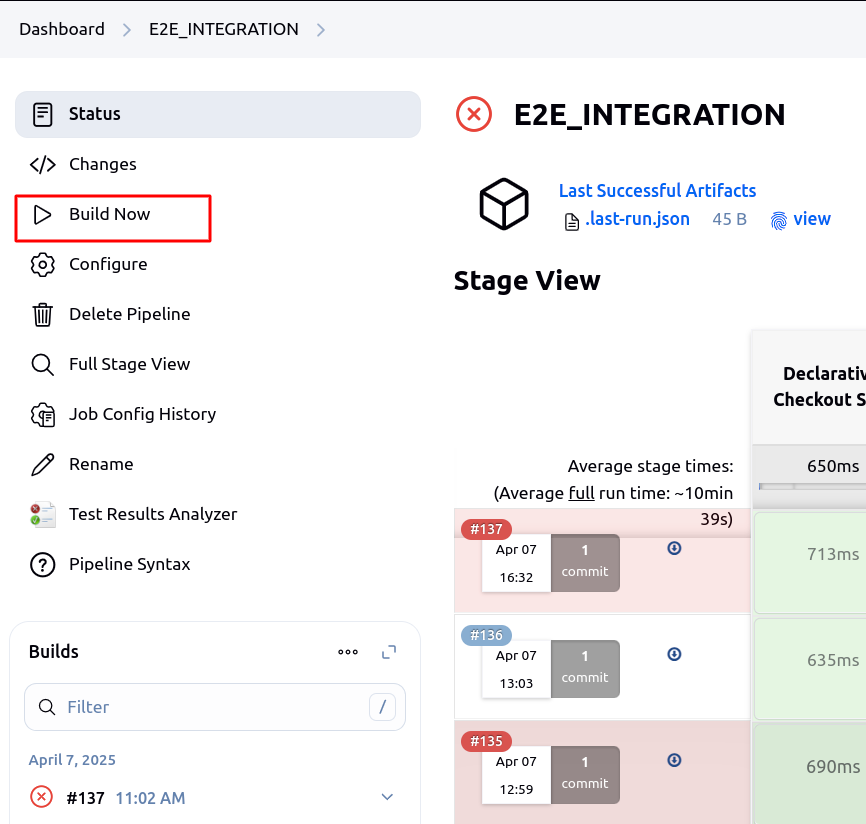 Dashboard > E2E_INTEGRATION >
Status
Changes
Build Now
Configure
Delete Pipeline
Full Stage View
Job Config History
Rename
Test Results Analyzer
Pipeline Syntax
Builds
Filter /
April 7, 2025
#137 11:02 AM
E2E_INTEGRATION
Last Successful Artifacts
.last-run.json 45 B view
Stage View
Declarativ
Checkout S
Average stage times: 650ms
(Average full run time: ~10min
39s)
#137
Apr 07 1
16:32 commit
713ms
#136
Apr 07 1
13:03 commit
635ms
#135
Apr 07 1
12:59 commit
690ms